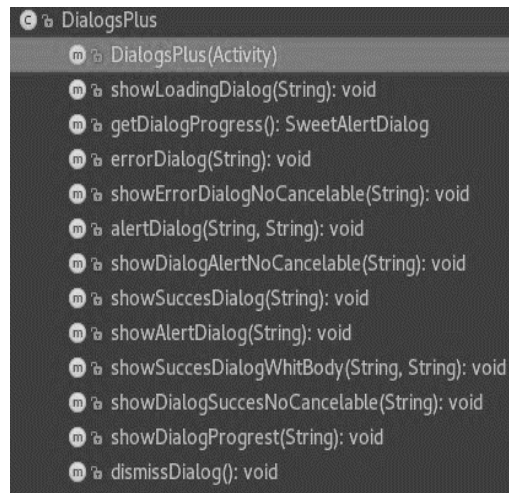 DialogsPlus
DialogsPlus(Activity)
showLoadingDialog(String): void
getDialogProgress(): SweetAlertDialog
errorDialog(String): void
showErrorDialogNoCancelable(String): void
alertDialog(String, String): void
showDialogAlertNoCancelable(String): void
showSuccesDialog(String): void
showAlertDialog(String): void
showSuccesDialogWhitBody(String, String): void
showDialogSuccesNoCancelable(String): void
showDialogProgrest(String): void
dismissDialog(): void